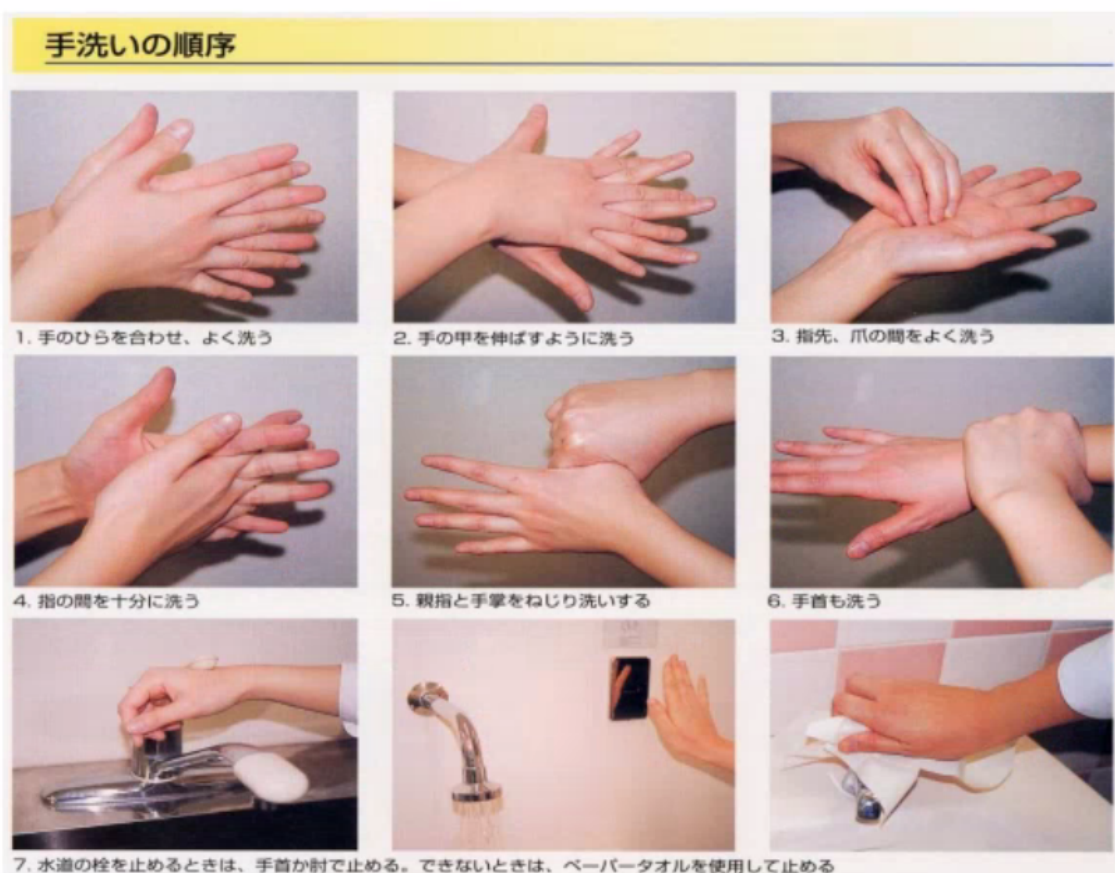 手洗いの順序
1. 手のひらを合わせ、よく洗う
2. 手の甲を伸ばすように洗う
3. 指先、爪の間をよく洗う
4. 指の間を十分に洗う
5. 親指と手掌をねじり洗いする
6. 手首も洗う
7. 水道の栓を止めるときは、手首か肘で止める。できないときは、ペーパータオルを使用して止める